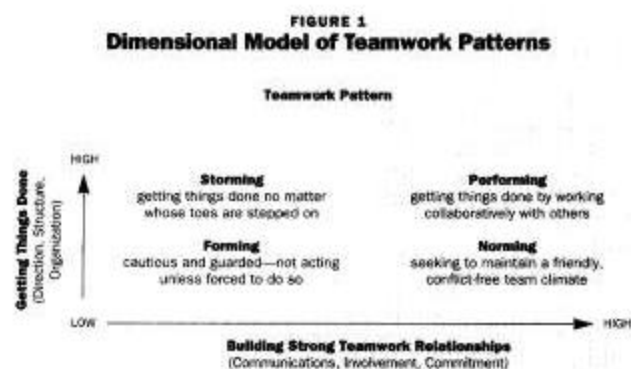 FIGURE 1
Dimensional Model of Teamwork Patterns
Teamwork Pattern
HIGH
Storming
getting things done no matter
whose toes are stepped on
Performing
getting things done by working
collaboratively with others
Getting Things Done
(Direction, Structure,
Organization)
Forming
cautious and guarded—not acting
unless forced to do so
Norming
seeking to maintain a friendly,
conflict-free team climate
LOW
HIGH
Building Strong Teamwork Relationships
(Communications, Involvement, Commitment)